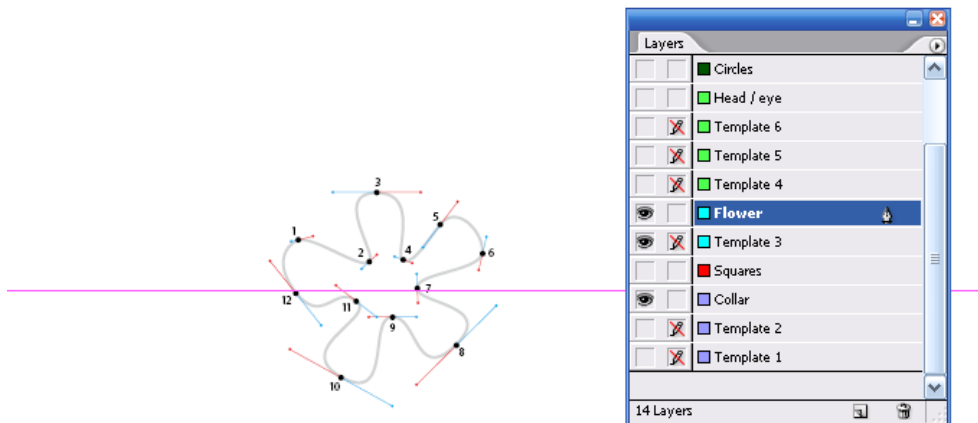 Layers
Circles
Head / eye
Template 6
Template 5
Template 4
Flower
Template 3
Squares
Collar
Template 2
Template 1
14 Layers
3
5
1
2
4
6
7
12
11
9
8
10